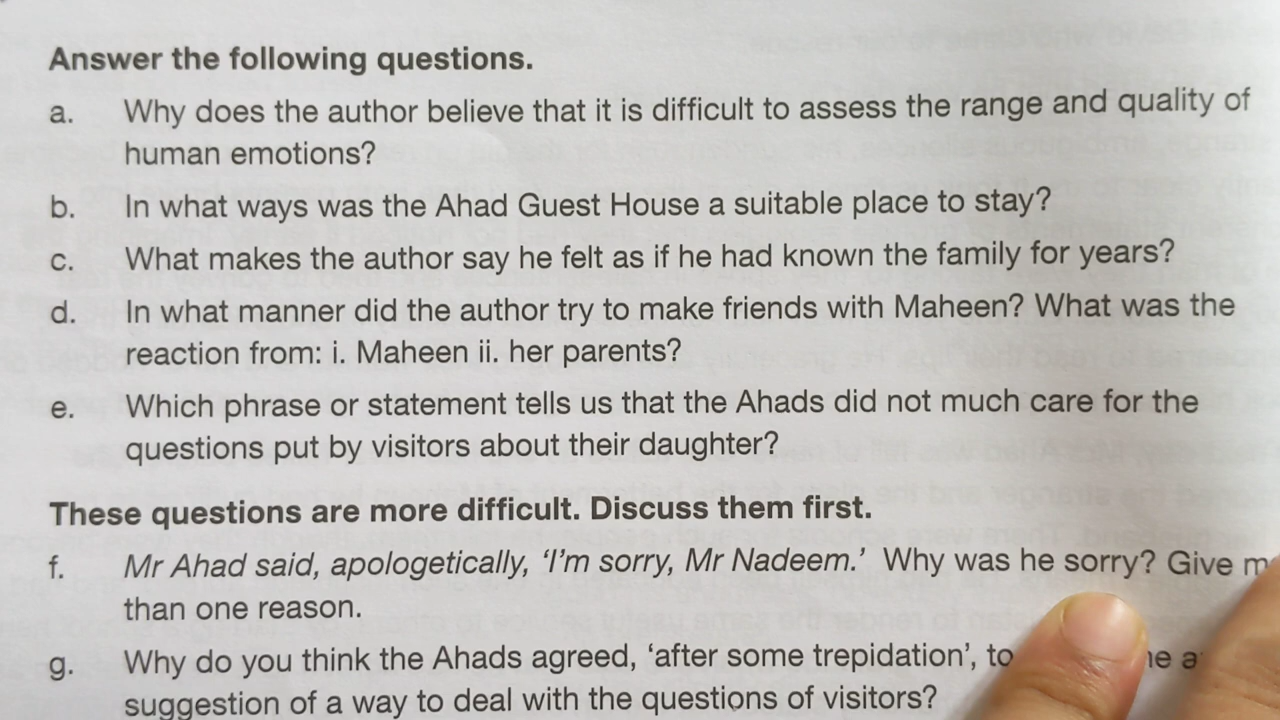 Answer the following questions.
a. Why does the author believe that it is difficult to assess the range and quality of
human emotions?
b. In what ways was the Ahad Guest House a suitable place to stay?
c. What makes the author say he felt as if he had known the family for years?
d. In what manner did the author try to make friends with Maheen? What was the
reaction from: i. Maheen ii. her parents?
e. Which phrase or statement tells us that the Ahads did not much care for the
questions put by visitors about their daughter?
These questions are more difficult. Discuss them first.
f. Mr Ahad said, apologetically, ‘I’m sorry, Mr Nadeem.’ Why was he sorry? Give
than one reason.
g. Why do you think the Ahads agreed, ‘after some trepidation’, to
suggestion of a way to deal with the questions of visitors?